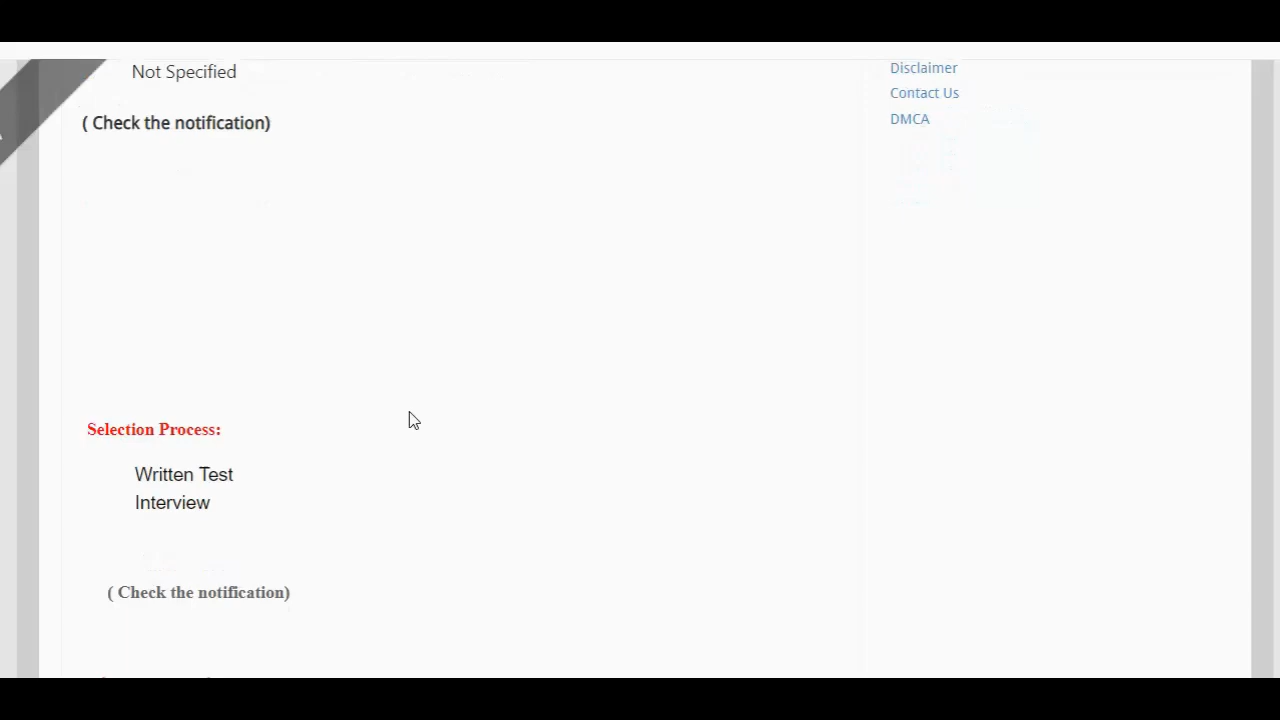 Not Specified
( Check the notification)
Selection Process:
Written Test
Interview
( Check the notification)
Disclaimer
Contact Us
DMCA